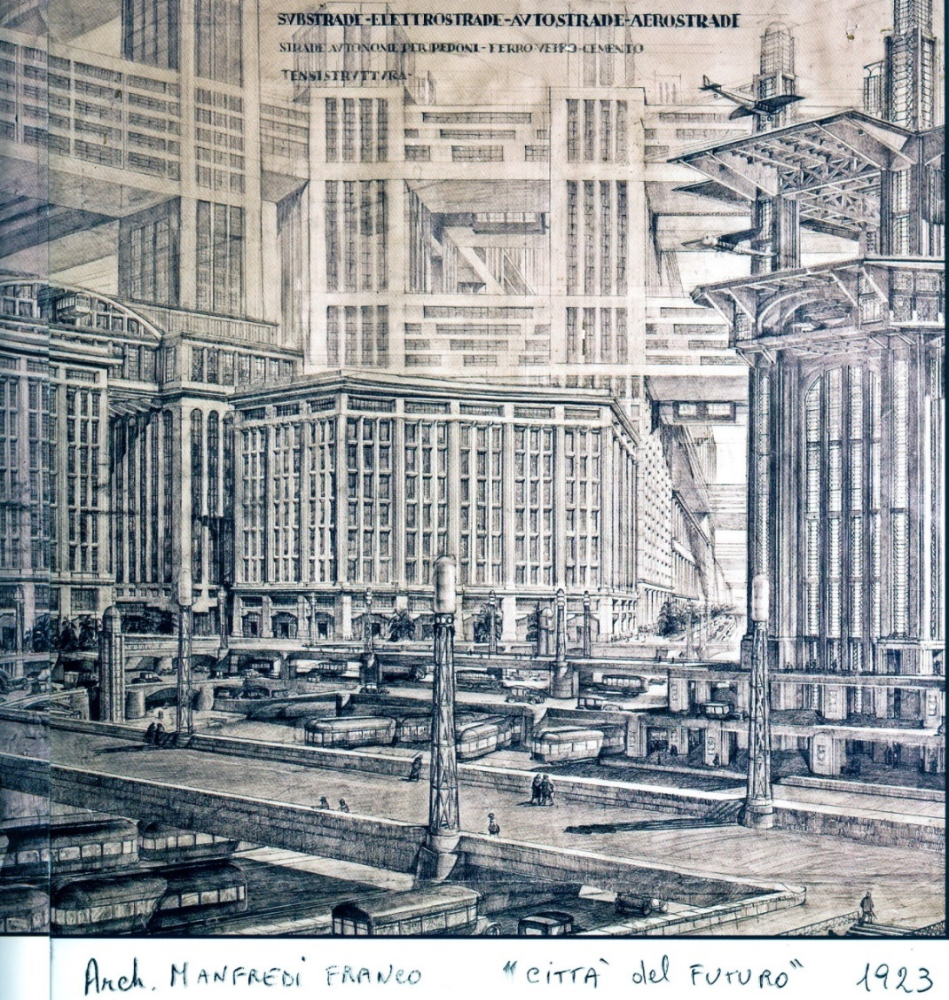 SVBSTRADE-ELETTROSTRADE-AVTOSTRADE-AEROSTRADE
STRADE AVTONOME PER PEDONI - FERRO VETRO-CEMENTO
TENSISTRVTTVRA-
Arch. MANFREDI FRANCO "CITTÀ del FUTURO" 1923